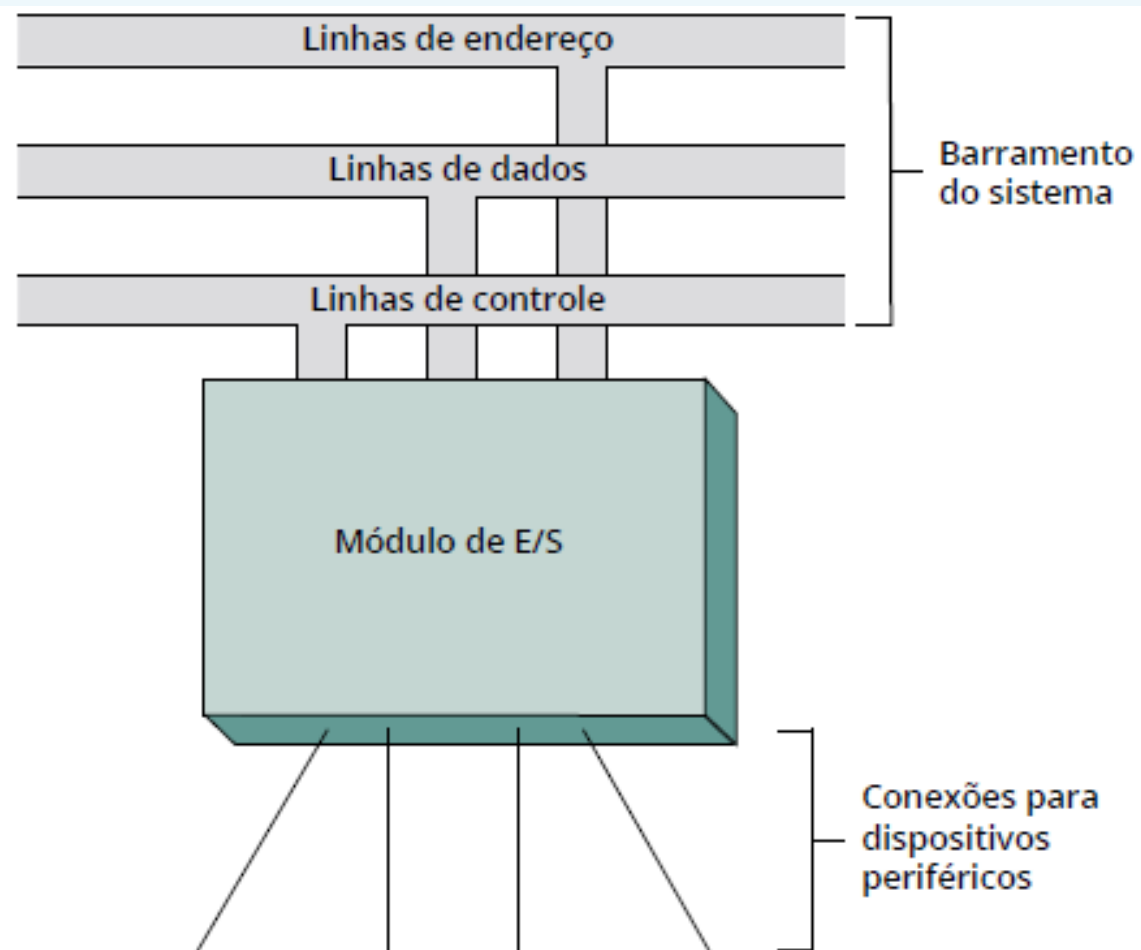 Linhas de endereço
Linhas de dados
Barramento
do sistema
Linhas de controle
Módulo de E/S
Conexões para
dispositivos
periféricos